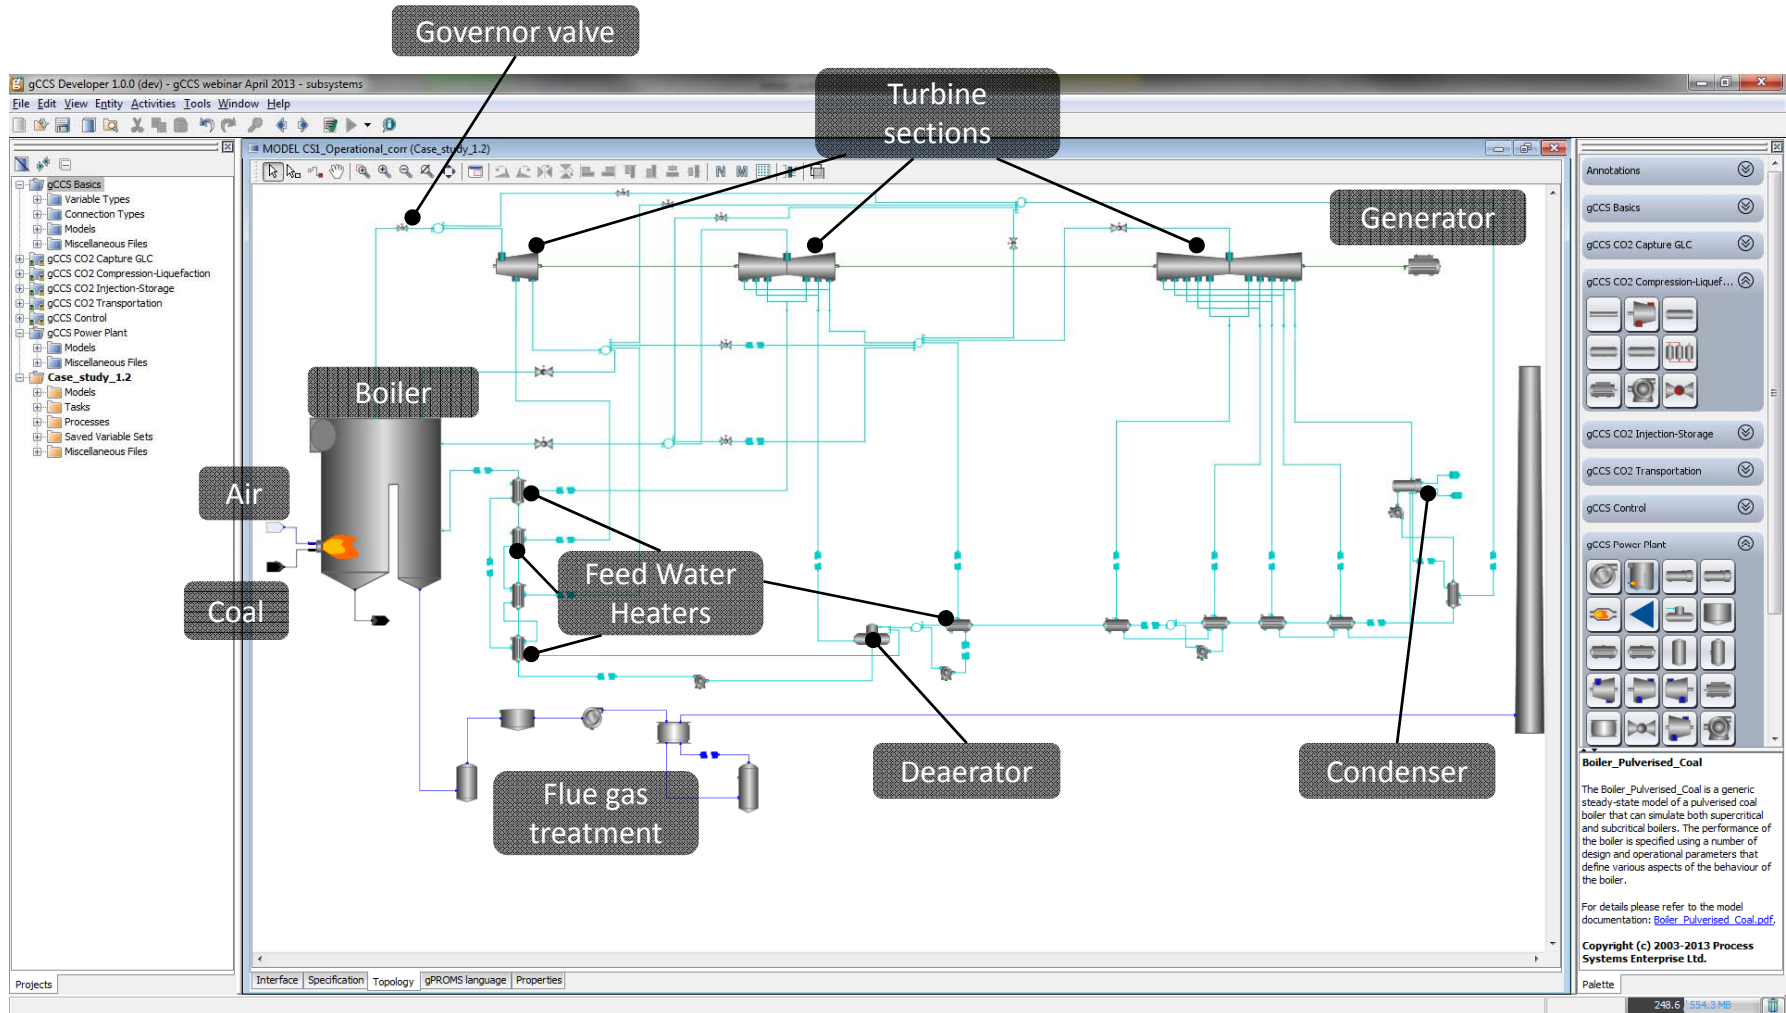 Governor valve
gCCS Developer 1.0.0 (dev) - gCCS webinar April 2013 - subsystems
File Edit View Entity Activities Tools Window Help
Turbine
sections
MODEL CS1_Operational_corr (Case_study_1.2)
N M
gCCS Basics
Variable Types
Connection Types
Models
Miscellaneous Files
gCCS CO2 Capture GLC
gCCS CO2 Compression-Liquefaction
gCCS CO2 Injection-Storage
gCCS CO2 Transportation
gCCS Control
gCCS Power Plant
Models
Miscellaneous Files
Case_study_1.2
Models
Tasks
Processes
Saved Variable Sets
Miscellaneous Files
Projects
Generator
Boiler
Air
Coal
Feed Water
Heaters
Deaerator
Condenser
Flue gas
treatment
Interface Specification Topology gPROMS language Properties
Annotations
gCCS Basics
gCCS CO2 Capture GLC
gCCS CO2 Compression-Liquef...
gCCS CO2 Injection-Storage
gCCS CO2 Transportation
gCCS Control
gCCS Power Plant
Boiler_Pulverised_Coal
The Boiler_Pulverised_Coal is a generic
steady-state model of a pulverised coal
boiler that can simulate both supercritical
and subcritical boilers. The performance of
the boiler is specified using a number of
design and operational parameters that
define various aspects of the behaviour of
the boiler.
For details please refer to the model
documentation: Boiler_Pulverised_Coal.pdf.
Copyright (c) 2003-2013 Process
Systems Enterprise Ltd.
Palette
248.6 / 554.3 MB